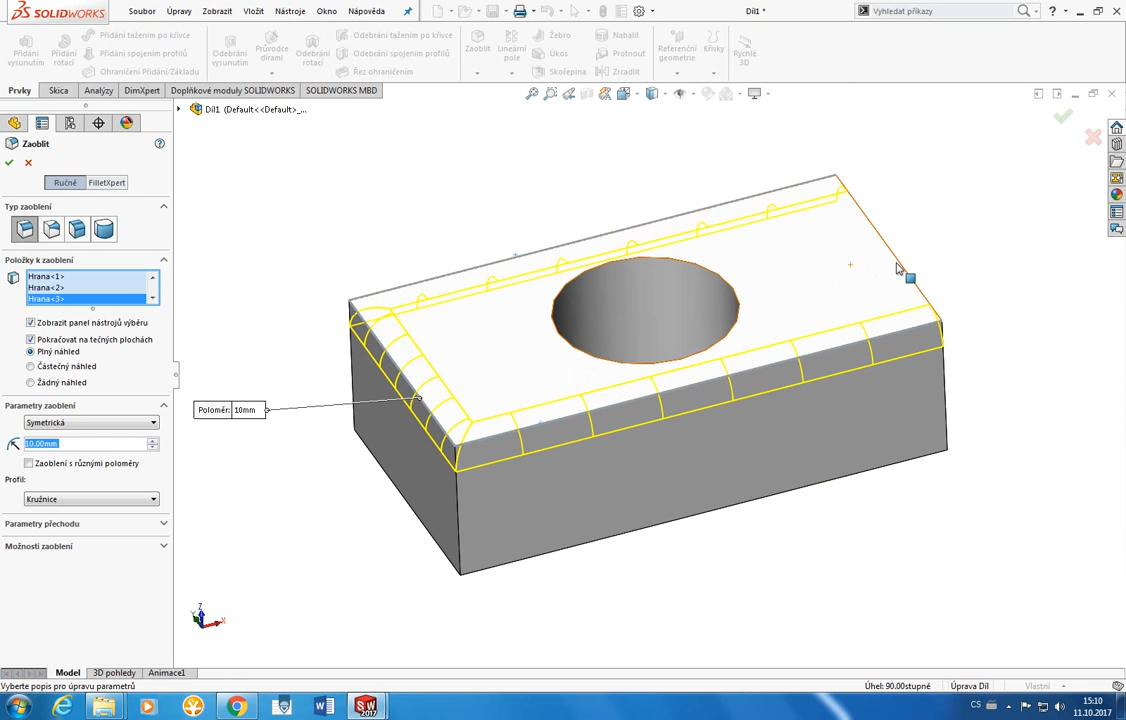 SOLIDWORKS Soubor Úpravy Zobrazit Vložit Nástroje Okno Nápověda Díl1 * Vyhledat příkazy
Přidání vysunutím
Přidání rotací
Přidání tažením po křivce
Přidání spojením profilů
Ohraničení Přidání/Základu
Odebrání vysunutím
Průvodce dírami
Odebrání rotací
Odebrání tažením po křivce
Odebrání spojením profilů
Řez ohraničením
Zaoblit
Lineární pole
Žebro
Úkos
Skořepina
Nabalit
Protnout
Zrcadlit
Referenční geometrie
Křivky
Rychlé 3D
Prvky Skica Analýzy DimXpert Doplňkové moduly SOLIDWORKS SOLIDWORKS MBD
Díl1 (Default<<Default>_...
Zaoblit
Ručně FilletXpert
Typ zaoblení
Položky k zaoblení
Hrana<1>
Hrana<2>
Hrana<3>
Zobrazit panel nástrojů výběru
Pokračovat na tečných plochách
Plný náhled
Částečný náhled
Žádný náhled
Parametry zaoblení
Symetrická
10.00mm
Zaoblení s různými poloměry
Profil:
Kružnice
Parametry přechodu
Možnosti zaoblení
Poloměr: 10mm
Z
Y
X
Model 3D pohledy Animace1
Vyberte popis pro úpravu parametrů Úhel: 90.00stupně Úprava Díl Vlastní
CS 15:10
11.10.2017
SW
2017